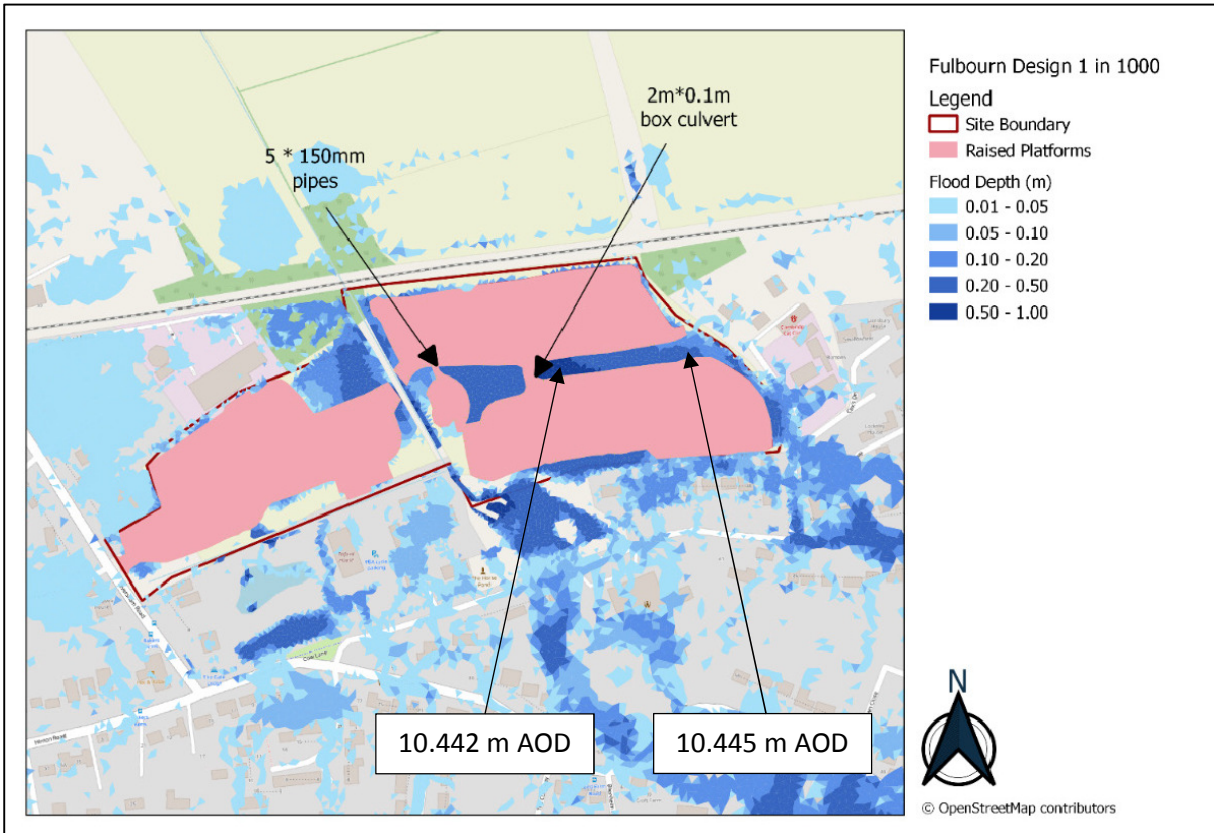 Fulbourn Design 1 in 1000
Legend
Site Boundary
Raised Platforms
Flood Depth (m)
0.01 - 0.05
0.05 - 0.10
0.10 - 0.20
0.20 - 0.50
0.50 - 1.00
2m*0.1m
box culvert
5 * 150mm
pipes
Cow Lane
10.442 m AOD
10.445 m AOD
N
© OpenStreetMap contributors